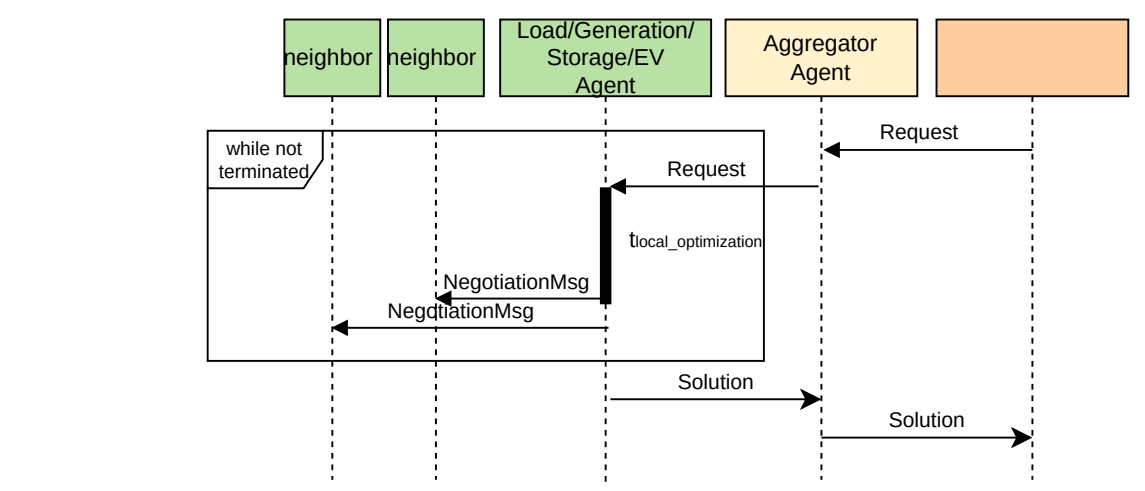 neighbor
neighbor
Load/Generation/
Storage/EV
Agent
Aggregator
Agent
Request
while not
terminated
Request
tlocal_optimization
NegotiationMsg
NegotiationMsg
Solution
Solution